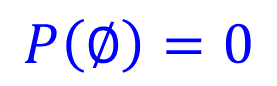 P(∅) = 0